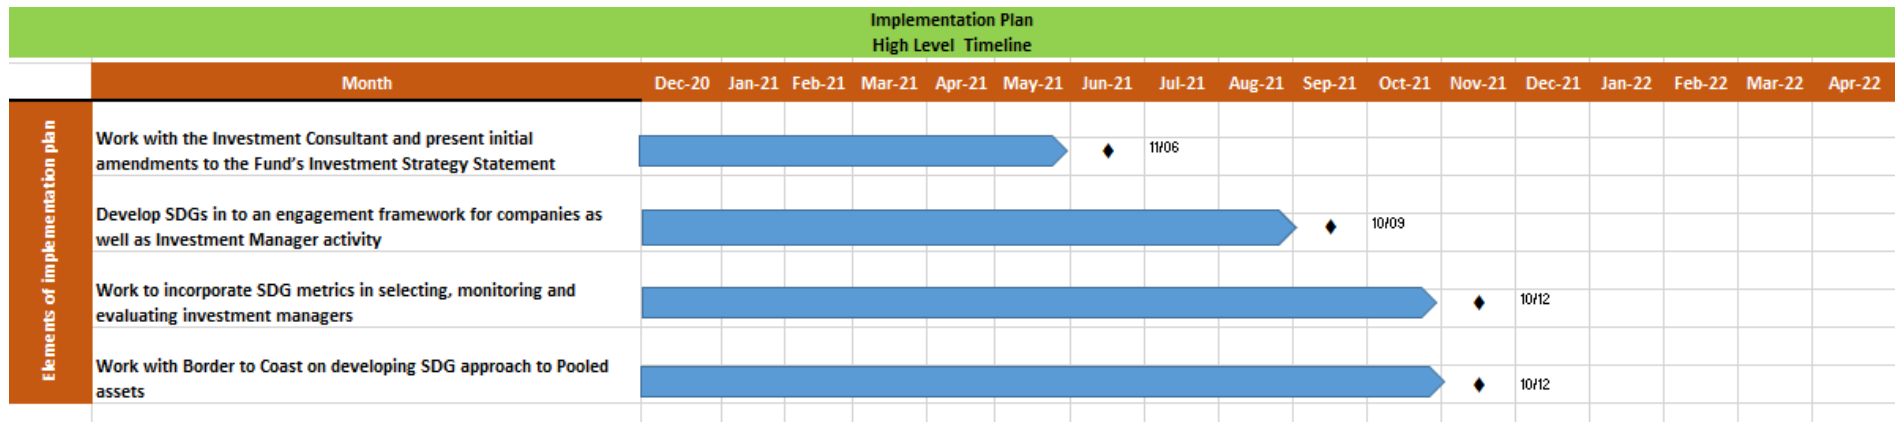 Implementation Plan
High Level Timeline
Month Dec-20 Jan-21 Feb-21 Mar-21 Apr-21 May-21 Jun-21 Jul-21 Aug-21 Sep-21 Oct-21 Nov-21 Dec-21 Jan-22 Feb-22 Mar-22 Apr-22
Elements of implementation plan
Work with the Investment Consultant and present initial
amendments to the Fund's Investment Strategy Statement
11/06
Develop SDGs in to an engagement framework for companies as
well as Investment Manager activity
10/09
Work to incorporate SDG metrics in selecting, monitoring and
evaluating investment managers
10/12
Work with Border to Coast on developing SDG approach to Pooled
assets
10/12